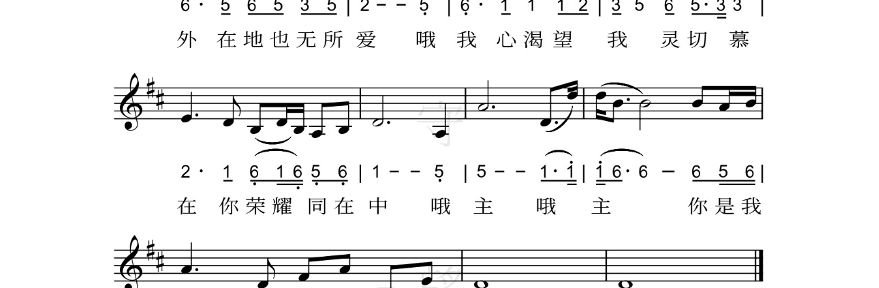 6· 5 6 5 3 5 | 2 – – 5 | 6· 1 1 1 2 | 3 5 6 5·3 3 |
外 在 地 也 无 所 爱 哦 我 心 渴 望 我 灵 切 慕
2· 1 6 1 6 5 6 | 1 – – 5 | 5 – – 1·1 | 1 6·6 – 6 5 6 |
在 你 荣 耀 同 在 中 哦 主 哦 主 你 是 我